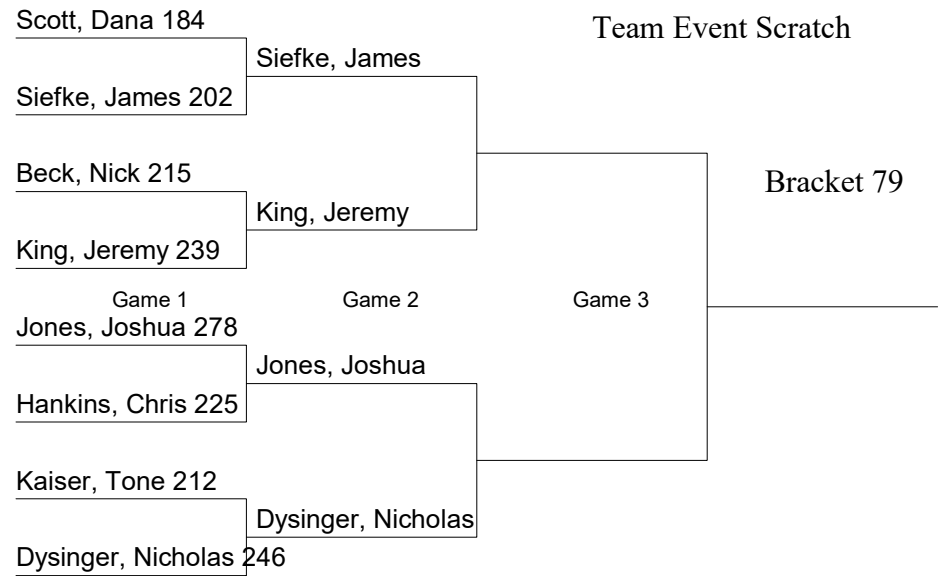 Scott, Dana 184
Team Event Scratch
Siefke, James
Siefke, James 202
Beck, Nick 215
Bracket 79
King, Jeremy
King, Jeremy 239
Game 1
Game 2
Game 3
Jones, Joshua 278
Jones, Joshua
Hankins, Chris 225
Kaiser, Tone 212
Dysinger, Nicholas
Dysinger, Nicholas 246